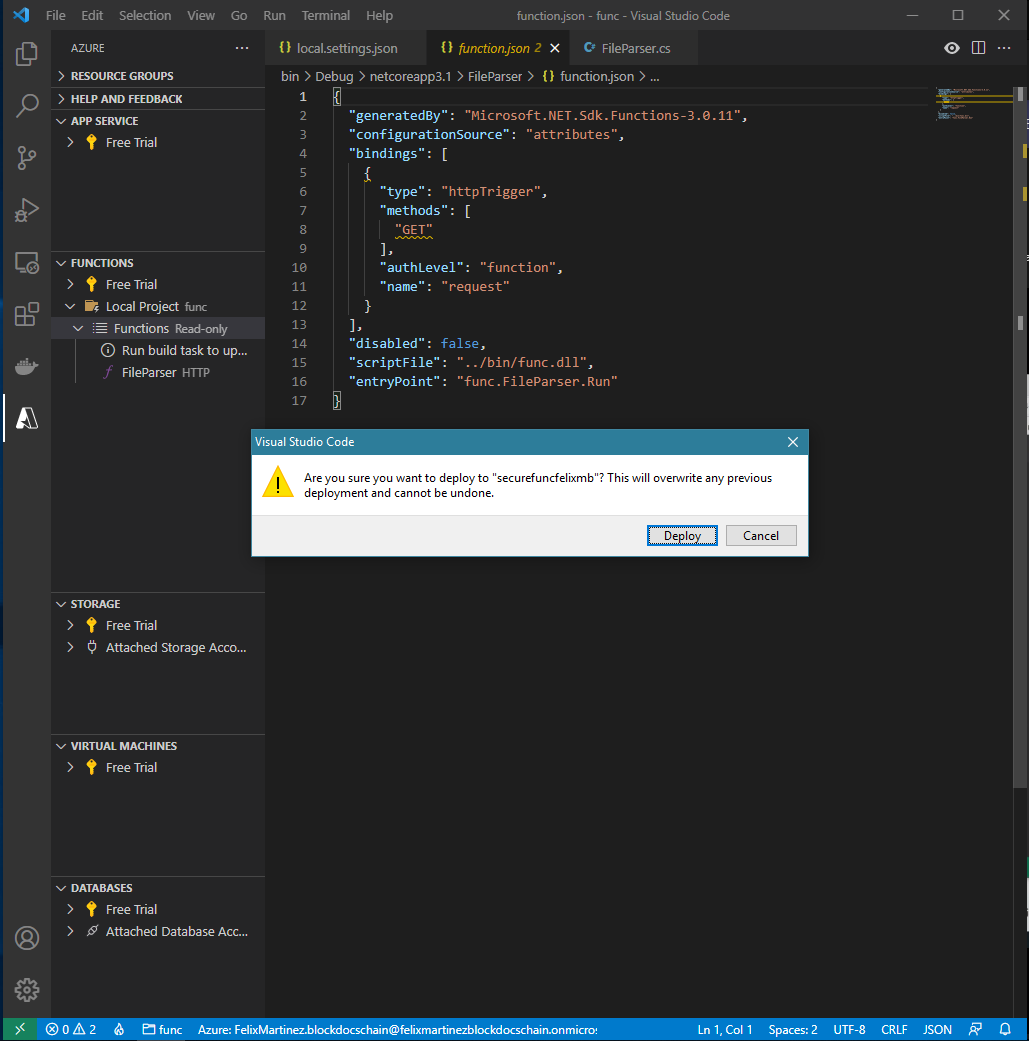 File Edit Selection View Go Run Terminal Help function.json - func - Visual Studio Code
AZURE
RESOURCE GROUPS
HELP AND FEEDBACK
APP SERVICE
Free Trial
FUNCTIONS
Free Trial
Local Project func
Functions Read-only
Run build task to up...
FileParser HTTP
STORAGE
Free Trial
Attached Storage Acco...
VIRTUAL MACHINES
Free Trial
DATABASES
Free Trial
Attached Database Acc...
{} local.settings.json {} function.json 2 C# FileParser.cs
bin > Debug > netcoreapp3.1 > FileParser > {} function.json > ...
1 {
2 "generatedBy": "Microsoft.NET.Sdk.Functions-3.0.11",
3 "configurationSource": "attributes",
4 "bindings": [
5 {
6 "type": "httpTrigger",
7 "methods": [
8 "GET"
9 ],
10 "authLevel": "function",
11 "name": "request"
12 }
13 ],
14 "disabled": false,
15 "scriptFile": "../bin/func.dll",
16 "entryPoint": "func.FileParser.Run"
17 }
Visual Studio Code
Are you sure you want to deploy to "securefuncfelixmb"? This will overwrite any previous
deployment and cannot be undone.
Deploy Cancel
0 2 func Azure: FelixMartinez.blockdocschain@felixmartinezblockdocschain.onmicros Ln 1, Col 1 Spaces: 2 UTF-8 CRLF JSON